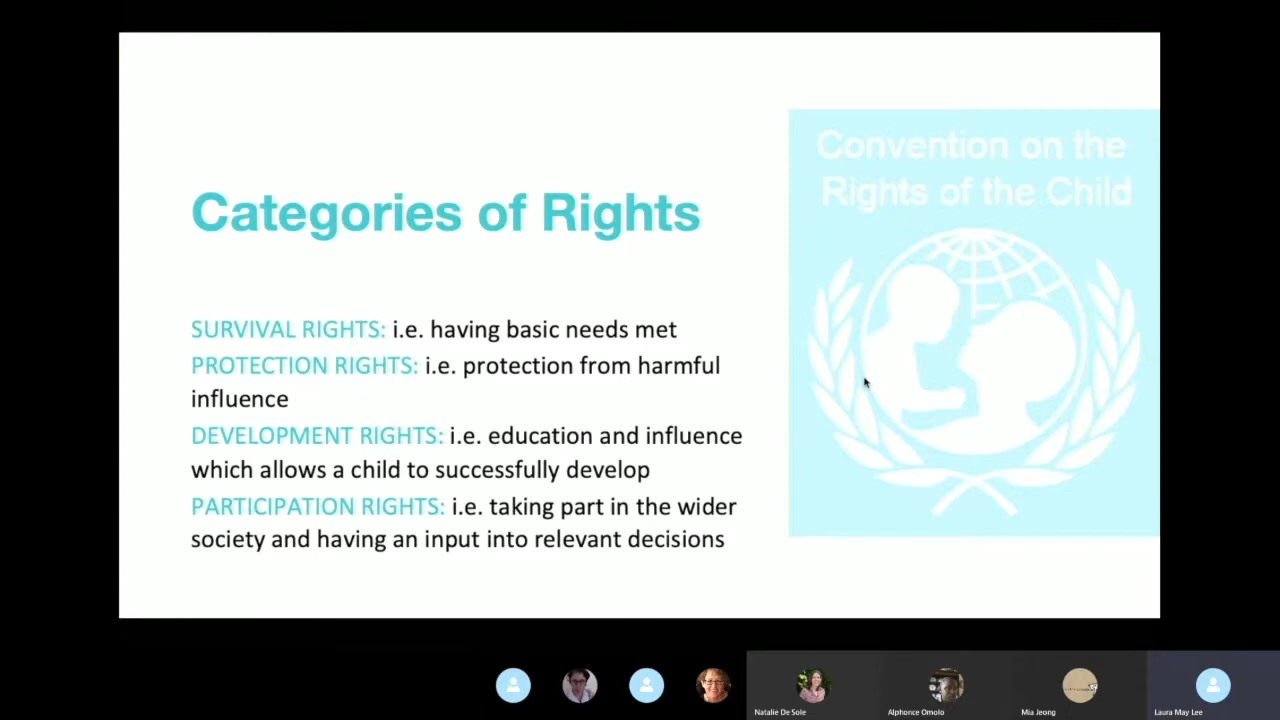 Convention on the
Rights of the Child
Categories of Rights
SURVIVAL RIGHTS: i.e. having basic needs met
PROTECTION RIGHTS: i.e. protection from harmful
influence
DEVELOPMENT RIGHTS: i.e. education and influence
which allows a child to successfully develop
PARTICIPATION RIGHTS: i.e. taking part in the wider
society and having an input into relevant decisions
Natalie De Sole
Alphonce Omolo
Mia Jeong
Laura May Lee